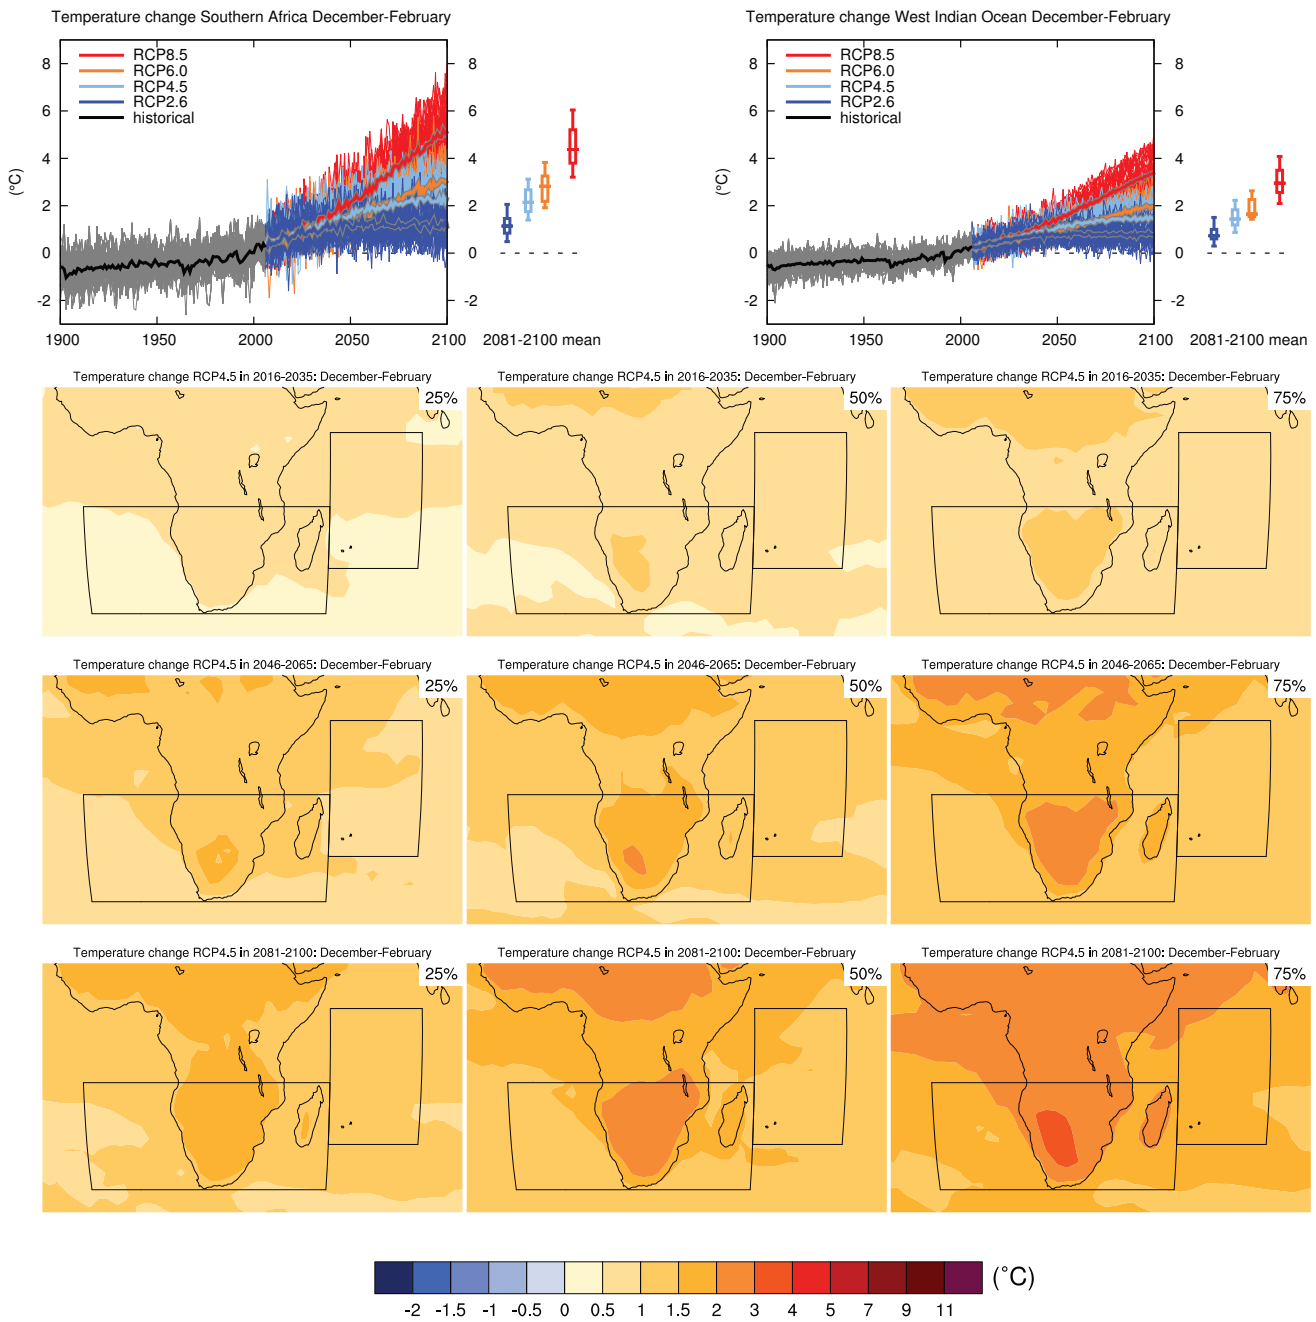 Temperature change Southern Africa December-February
8
6
4
2
0
-2
(°C)
RCP8.5
RCP6.0
RCP4.5
RCP2.6
historical
1900 1950 2000 2050 2100
8
6
4
2
0
-2
2081-2100 mean
Temperature change West Indian Ocean December-February
8
6
4
2
0
-2
(°C)
RCP8.5
RCP6.0
RCP4.5
RCP2.6
historical
1900 1950 2000 2050 2100
8
6
4
2
0
-2
2081-2100 mean
Temperature change RCP4.5 in 2016-2035: December-February
25%
Temperature change RCP4.5 in 2016-2035: December-February
50%
Temperature change RCP4.5 in 2016-2035: December-February
75%
Temperature change RCP4.5 in 2046-2065: December-February
25%
Temperature change RCP4.5 in 2046-2065: December-February
50%
Temperature change RCP4.5 in 2046-2065: December-February
75%
Temperature change RCP4.5 in 2081-2100: December-February
25%
Temperature change RCP4.5 in 2081-2100: December-February
50%
Temperature change RCP4.5 in 2081-2100: December-February
75%
(°C)
-2 -1.5 -1 -0.5 0 0.5 1 1.5 2 3 4 5 7 9 11